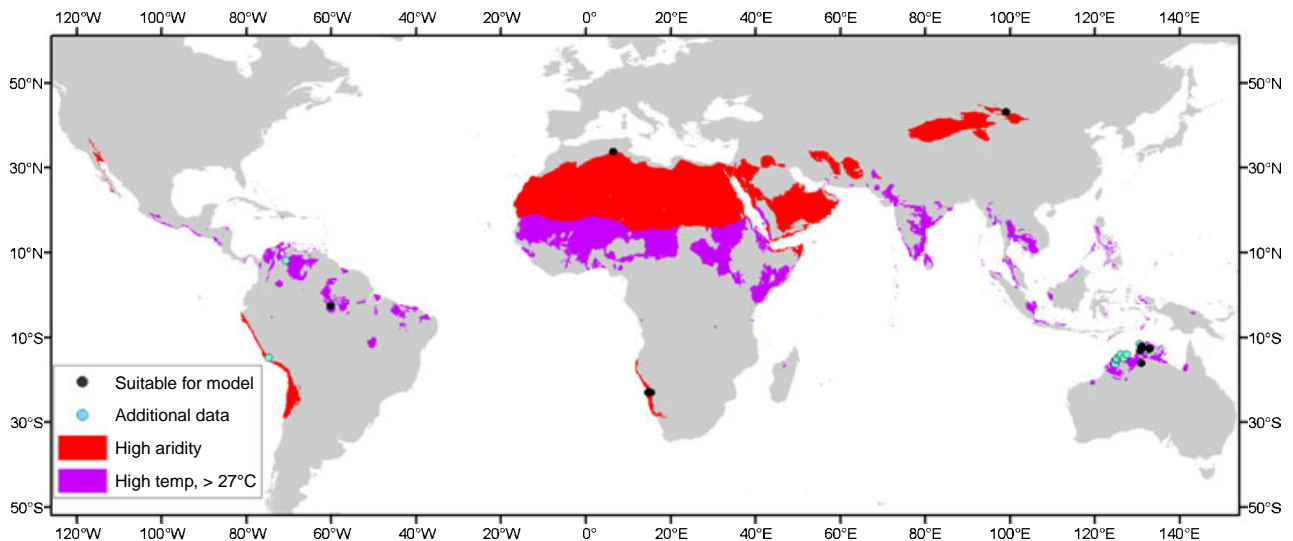 120°W 100°W 80°W 60°W 40°W 20°W 0° 20°E 40°E 60°E 80°E 100°E 120°E 140°E
50°N 50°N
30°N 30°N
10°N 10°N
10°S 10°S
Suitable for model
Additional data
30°S 30°S
High aridity
High temp, > 27°C
50°S 50°S
120°W 100°W 80°W 60°W 40°W 20°W 0° 20°E 40°E 60°E 80°E 100°E 120°E 140°E